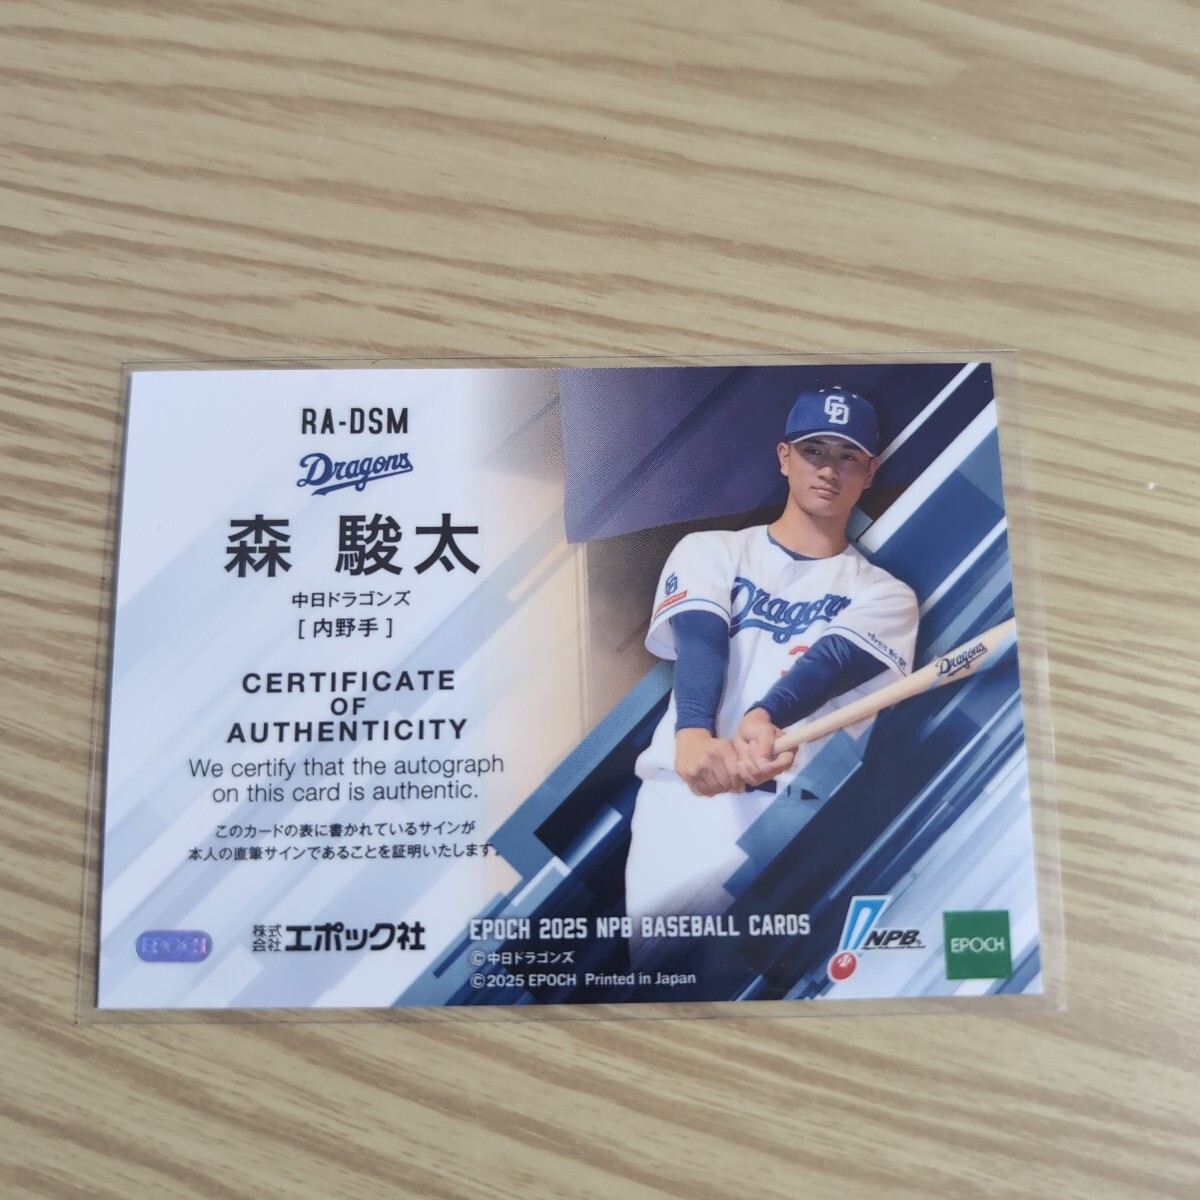 RA-DSM
Dragons
森 駿太
中日ドラゴンズ
[ 内野手 ]
CERTIFICATE
OF
AUTHENTICITY
We certify that the autograph
on this card is authentic.
このカードの表に書かれているサインが
本人の直筆サインであることを証明いたします。
EPOCH
株式会社エポック社
EPOCH 2025 NPB BASEBALL CARDS
©中日ドラゴンズ
©2025 EPOCH Printed in Japan
NPB
EPOCH
CD
Dragons
Dragons